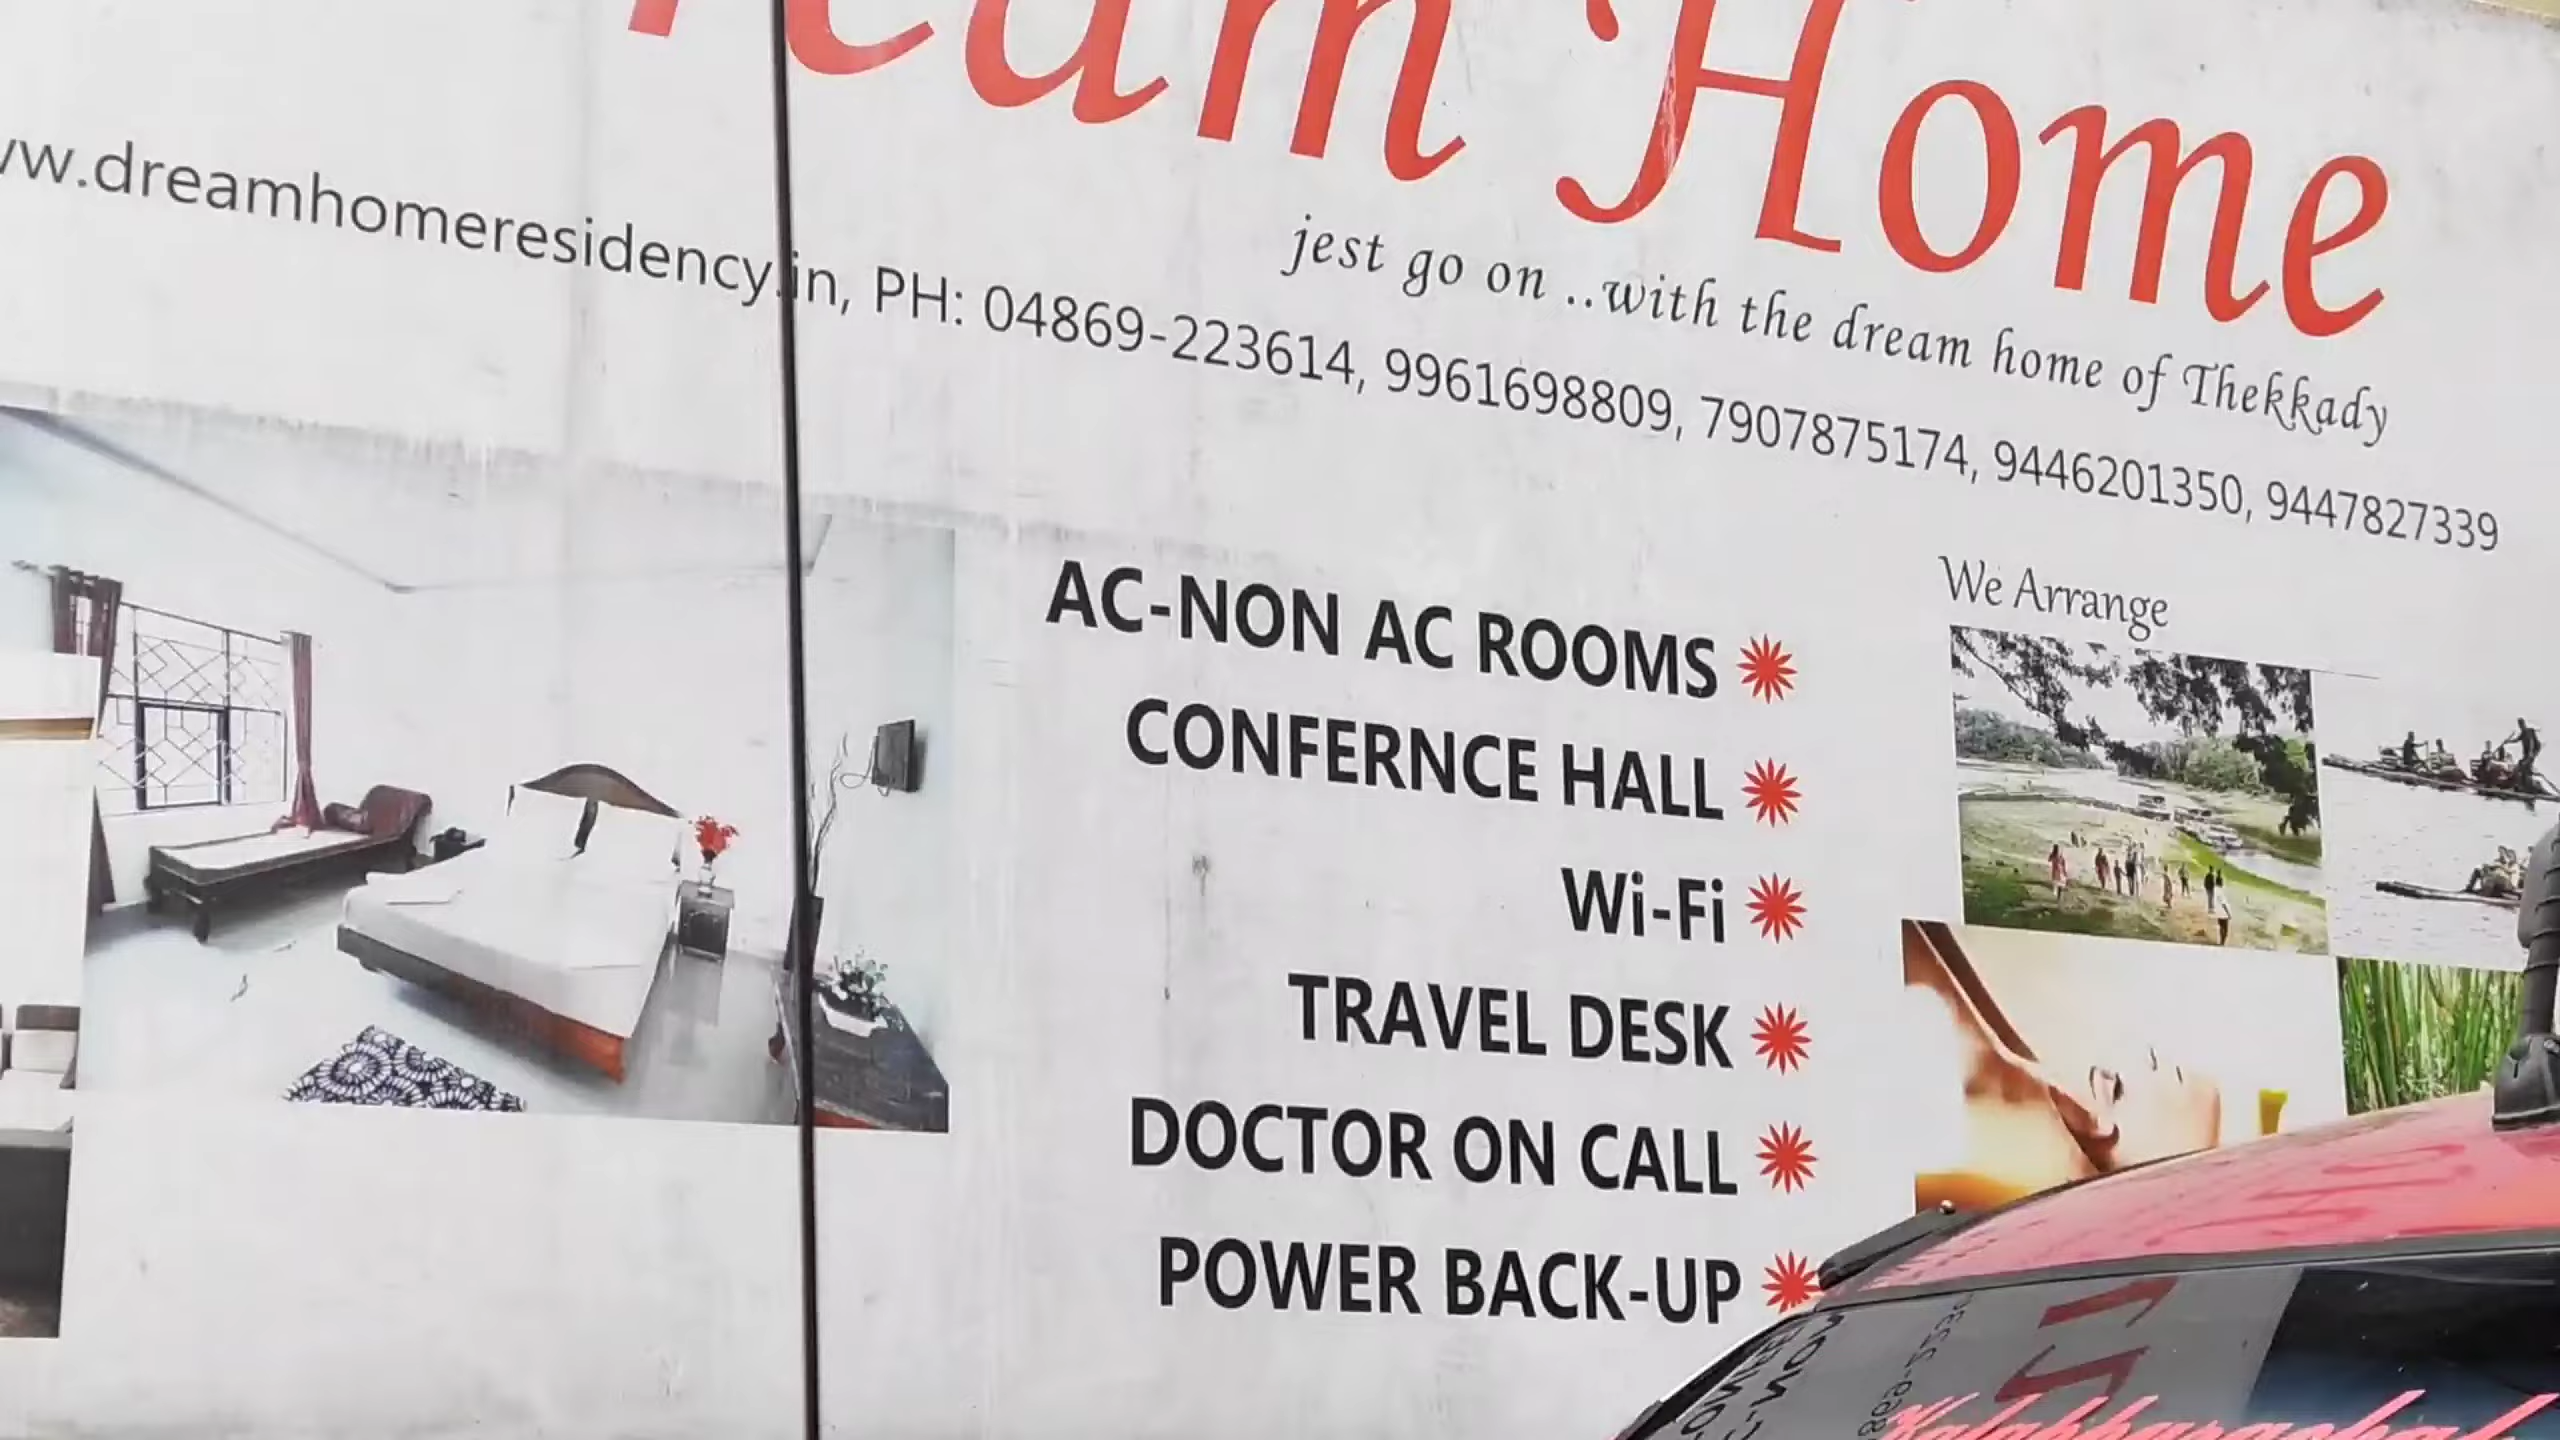 Home
jest go on ..with the dream home of Thekkady
.dreamhomeresidency.in, PH: 04869-223614, 9961698809, 7907875174, 9446201350, 9447827339
We Arrange
AC-NON AC ROOMS
CONFERNCE HALL
Wi-Fi
TRAVEL DESK
DOCTOR ON CALL
POWER BACK-UP